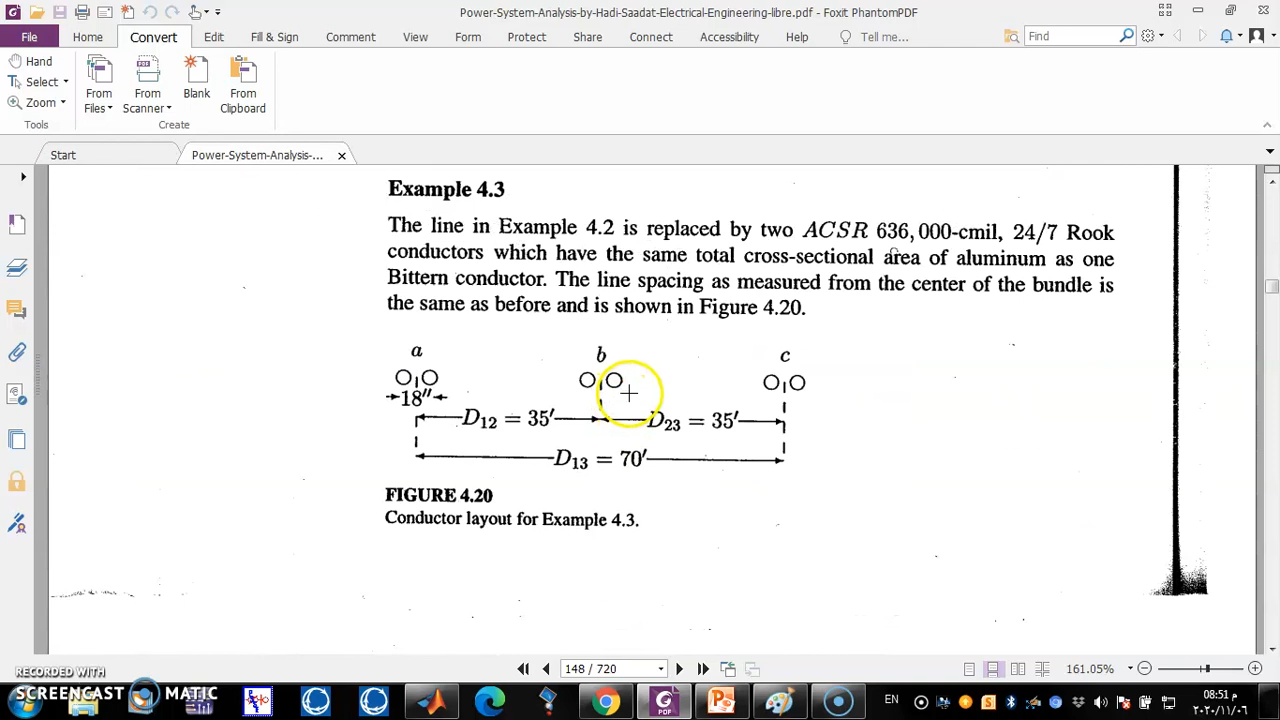 Power-System-Analysis-by-Hadi-Saadat-Electrical-Engineering-libre.pdf - Foxit PhantomPDF
File Home Convert Edit Fill & Sign Comment View Form Protect Share Connect Accessibility Help Tell me... Find
Hand
Select
Zoom
Tools
From Files
From Scanner
Blank
From Clipboard
Create
Start
Power-System-Analysis-...
Example 4.3
The line in Example 4.2 is replaced by two ACSR 636,000-cmil, 24/7 Rook
conductors which have the same total cross-sectional area of aluminum as one
Bittern conductor. The line spacing as measured from the center of the bundle is
the same as before and is shown in Figure 4.20.
a b c
18″
D12 = 35′ D23 = 35′
D13 = 70′
FIGURE 4.20
Conductor layout for Example 4.3.
148 / 720
161.05%
RECORDED WITH
SCREENCAST MATIC
PDF
EN
08:51 م
٢٠٢٠/١١/٠٦